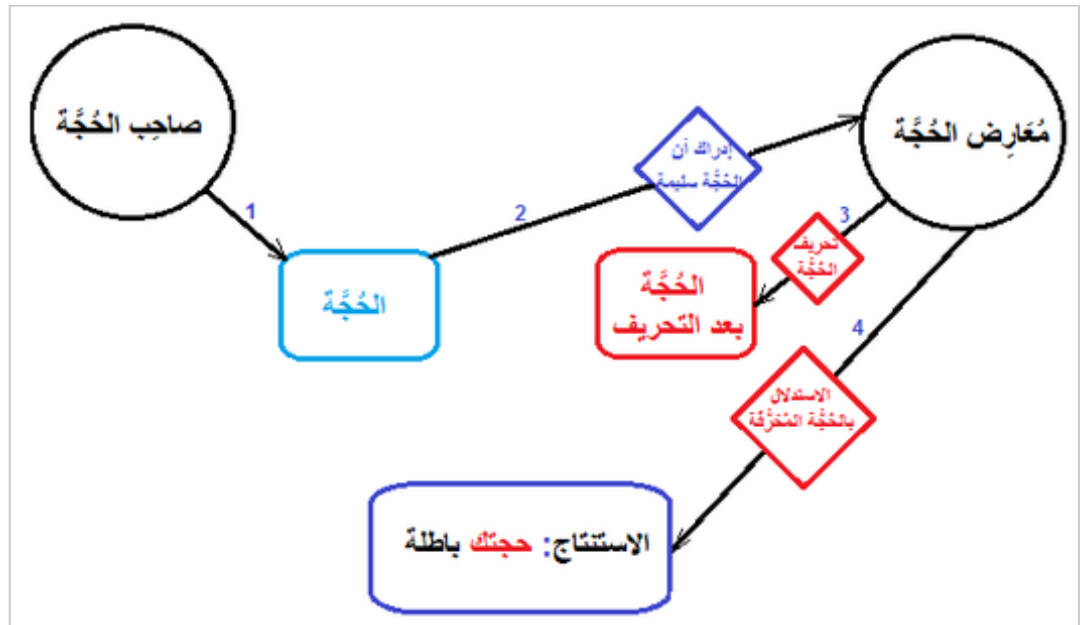 صاحِب الحُجَّة
مُعَارِض الحُجَّة
1
2
إدراك أن
الحُجَّة سليمة
3
تحريف
الحُجَّة
الحُجَّة
الحُجَّة
بعد التحريف
4
الاستدلال
بالحُجَّة المُحَرَّفة
الاستنتاج: حجتك باطلة